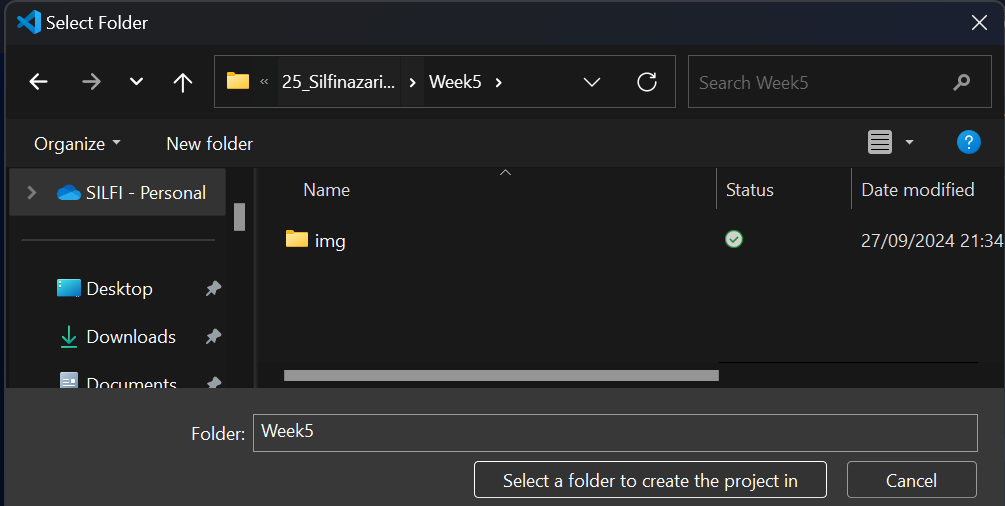 Select Folder
« 25_Silfinazari... > Week5 >
Search Week5
Organize
New folder
SILFI - Personal
Name
Status
Date modified
img
27/09/2024 21:34
Desktop
Downloads
Documents
Folder:
Week5
Select a folder to create the project in
Cancel